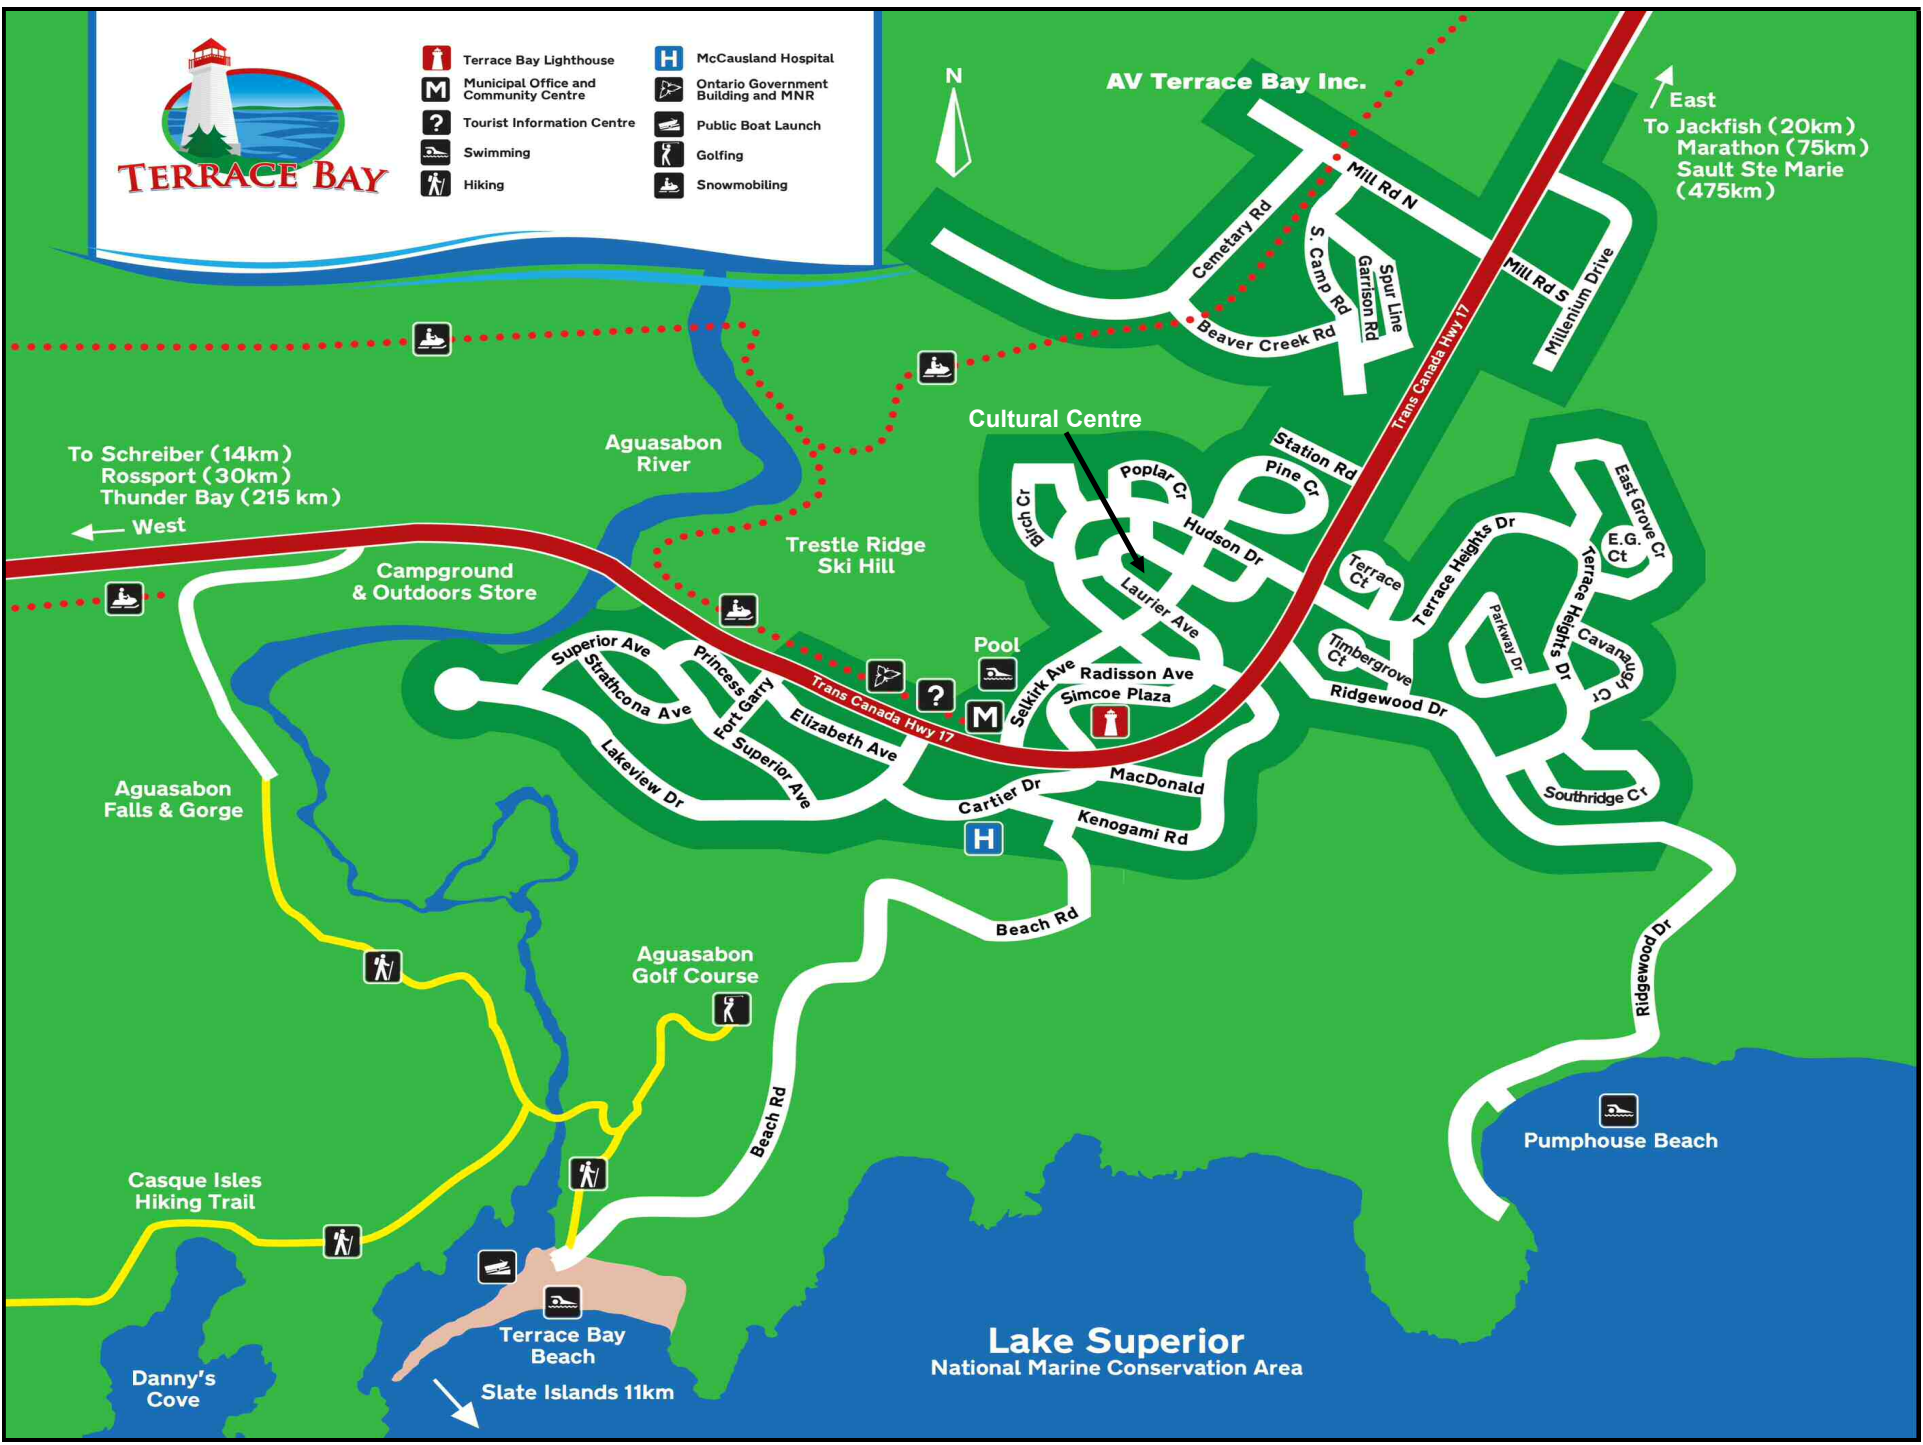 TERRACE BAY
Terrace Bay Lighthouse
M
Municipal Office and
Community Centre
?
Tourist Information Centre
Swimming
Hiking
H
McCausland Hospital
Ontario Government
Building and MNR
Public Boat Launch
Golfing
Snowmobiling
N
AV Terrace Bay Inc.
East
To Jackfish (20km)
Marathon (75km)
Sault Ste Marie
(475km)
Mill Rd N
Cemetary Rd
S. Camp Rd
Garrison Rd
Spur Line
Beaver Creek Rd
Mill Rd S
Millenium Drive
Trans Canada Hwy 17
To Schreiber (14km)
Rossport (30km)
Thunder Bay (215 km)
West
Aguasabon
River
Cultural Centre
Station Rd
Pine Cr
Poplar Cr
Birch Cr
Hudson Dr
Laurier Ave
Trestle Ridge
Ski Hill
Campground
& Outdoors Store
Terrace
Ct
Terrace Heights Dr
East Grove Cr
E.G.
Ct
Terrace Heights Dr
Parkway Dr
Cavanaugh Cr
Timbergrove
Ct
Ridgewood Dr
Southridge Cr
Superior Ave
Strathcona Ave
Princess
Fort Garry
Superior Ave
Elizabeth Ave
Lakeview Dr
Trans Canada Hwy 17
?
M
Pool
Selkirk Ave
Radisson Ave
Simcoe Plaza
MacDonald
Cartier Dr
H
Kenogami Rd
Aguasabon
Falls & Gorge
Beach Rd
Ridgewood Dr
Aguasabon
Golf Course
Beach Rd
Pumphouse Beach
Casque Isles
Hiking Trail
Terrace Bay
Beach
Slate Islands 11km
Danny's
Cove
Lake Superior
National Marine Conservation Area